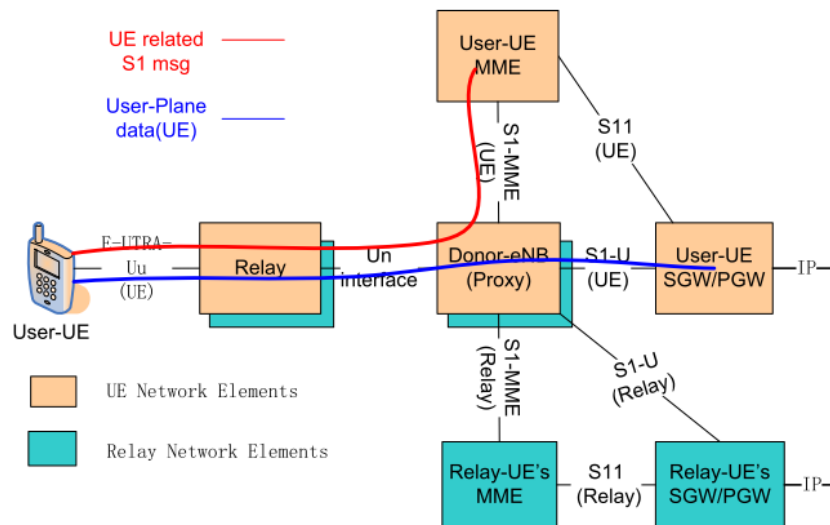 UE related
S1 msg
User-Plane
data(UE)
User-UE
MME
S11
(UE)
S1-MME
(UE)
E-UTRA-
Uu
(UE)
User-UE
Relay
Un
interface
Donor-eNB
(Proxy)
S1-U
(UE)
User-UE
SGW/PGW
IP
S1-MME
(Relay)
S1-U
(Relay)
UE Network Elements
Relay Network Elements
Relay-UE's
MME
S11
(Relay)
Relay-UE's
SGW/PGW
IP